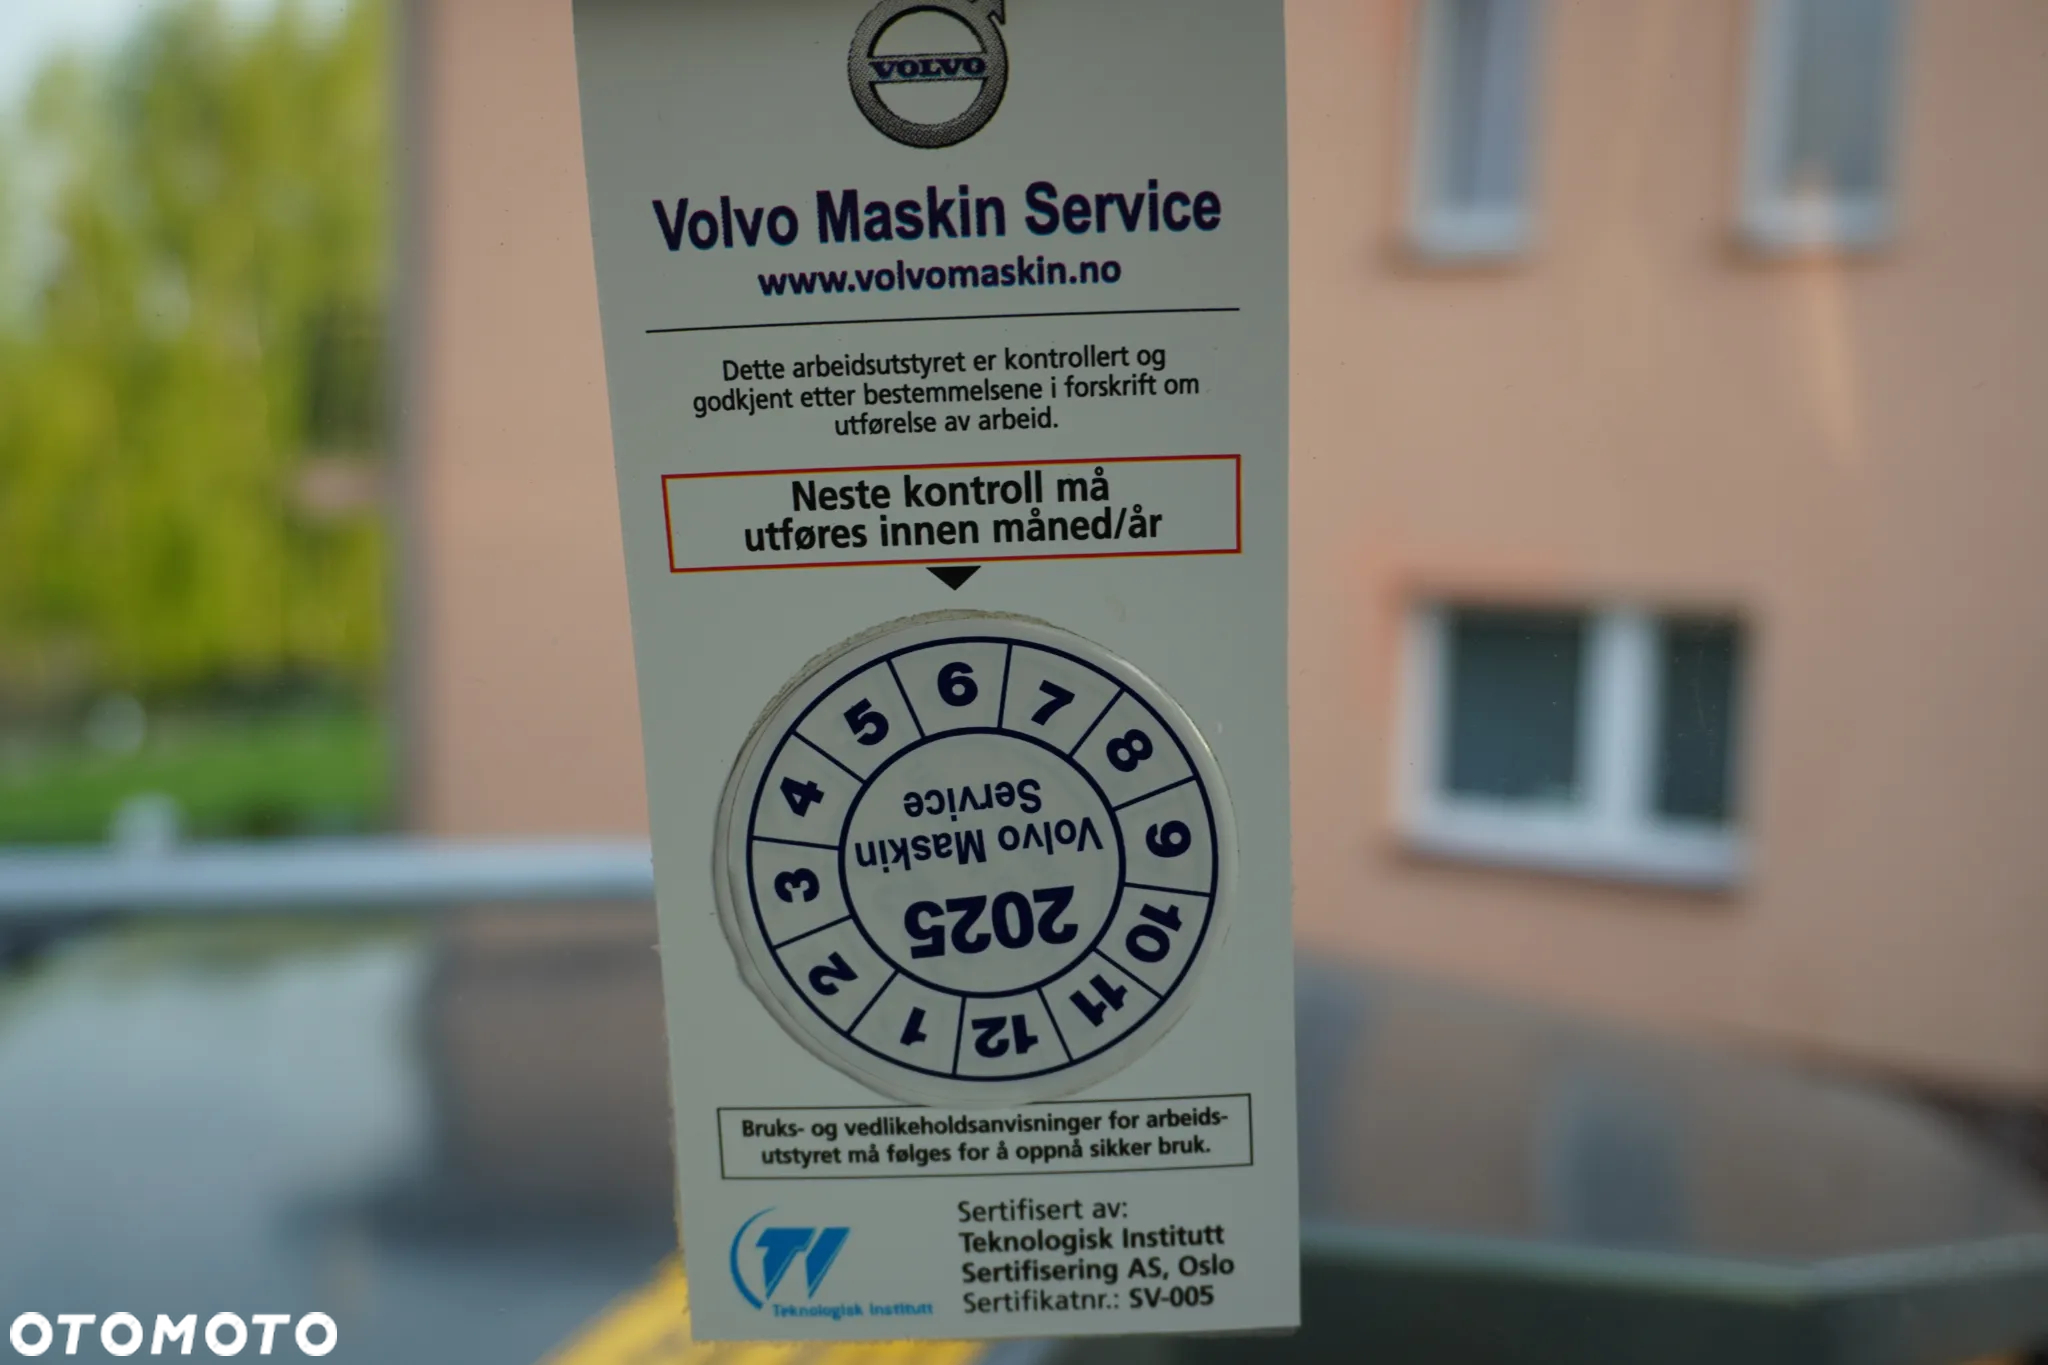 VOLVO
Volvo Maskin Service
www.volvomaskin.no
Dette arbeidsutstyret er kontrollert og
godkjent etter bestemmelsene i forskrift om
utførelse av arbeid.
Neste kontroll må
utføres innen måned/år
6
7
8
9
10
11
12
1
2
3
4
5
2025
Volvo Maskin
Service
Bruks- og vedlikeholdsanvisninger for arbeids-
utstyret må følges for å oppnå sikker bruk.
TI
Teknologisk Institutt
Sertifisert av:
Teknologisk Institutt
Sertifisering AS, Oslo
Sertifikatnr.: SV-005
OTOMOTO